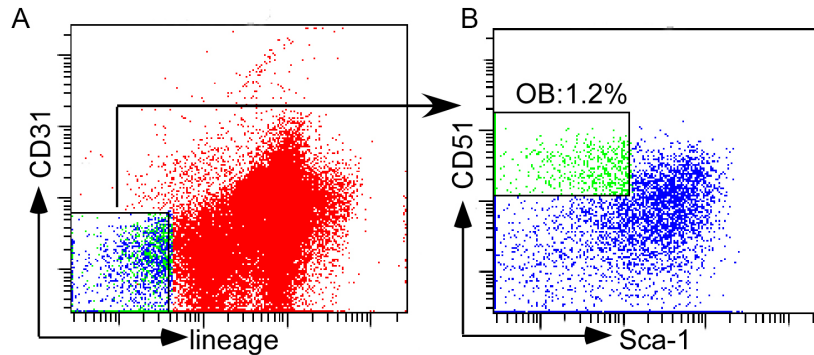 A
CD31
lineage
B
OB:1.2%
CD51
Sca-1